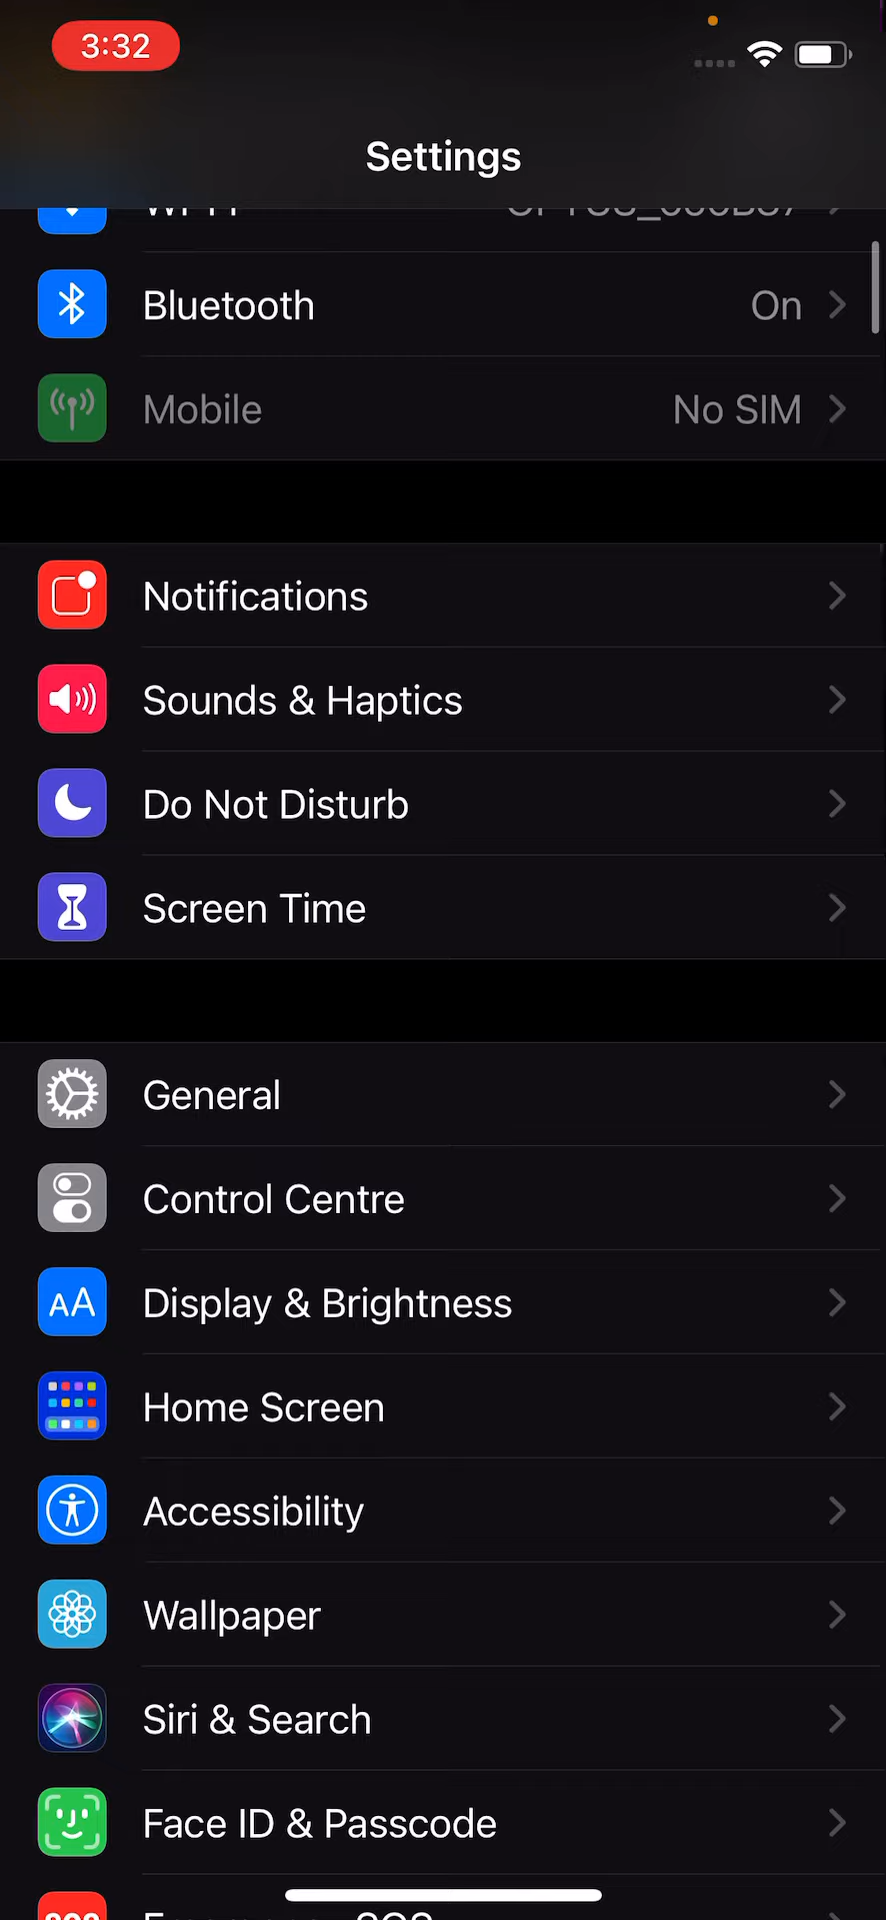 3:32
Settings
Bluetooth
On
Mobile
No SIM
Notifications
Sounds & Haptics
Do Not Disturb
Screen Time
General
Control Centre
AA
Display & Brightness
Home Screen
Accessibility
Wallpaper
Siri & Search
Face ID & Passcode